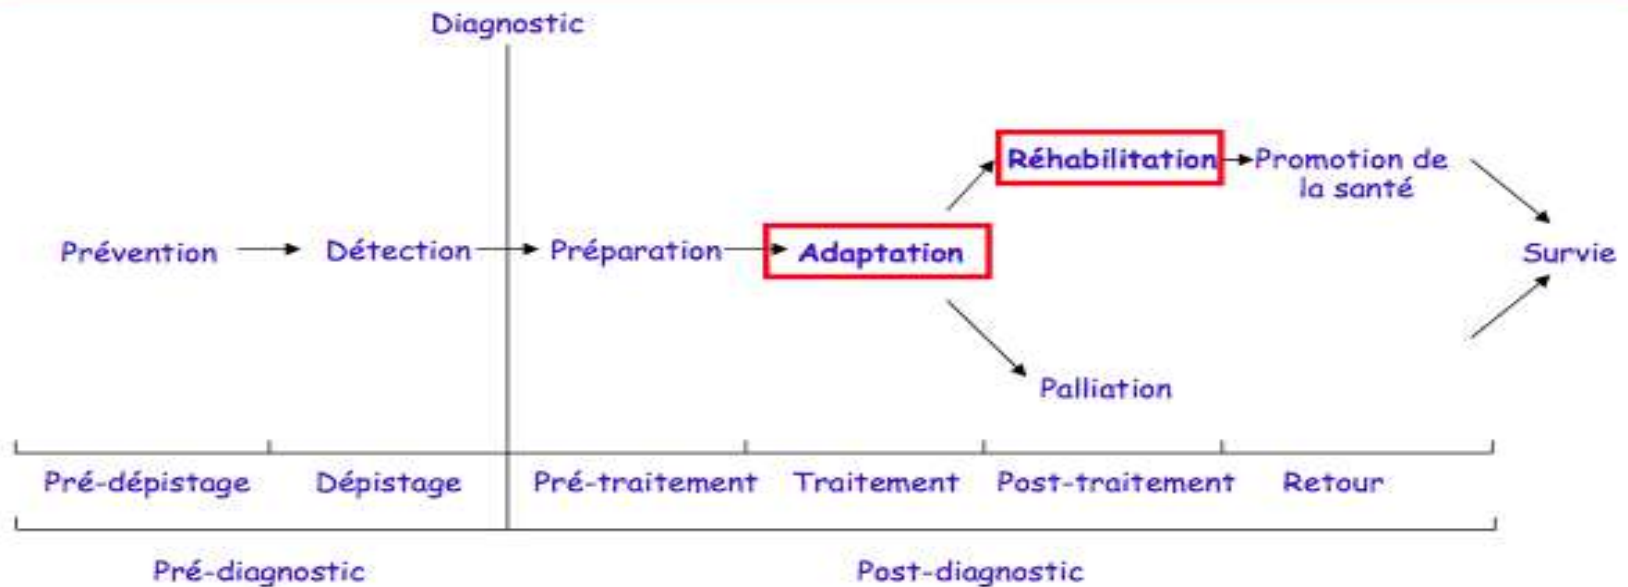 Diagnostic
Réhabilitation
Promotion de
la santé
Prévention
Détection
Préparation
Adaptation
Survie
Palliation
Pré-dépistage
Dépistage
Pré-traitement
Traitement
Post-traitement
Retour
Pré-diagnostic
Post-diagnostic